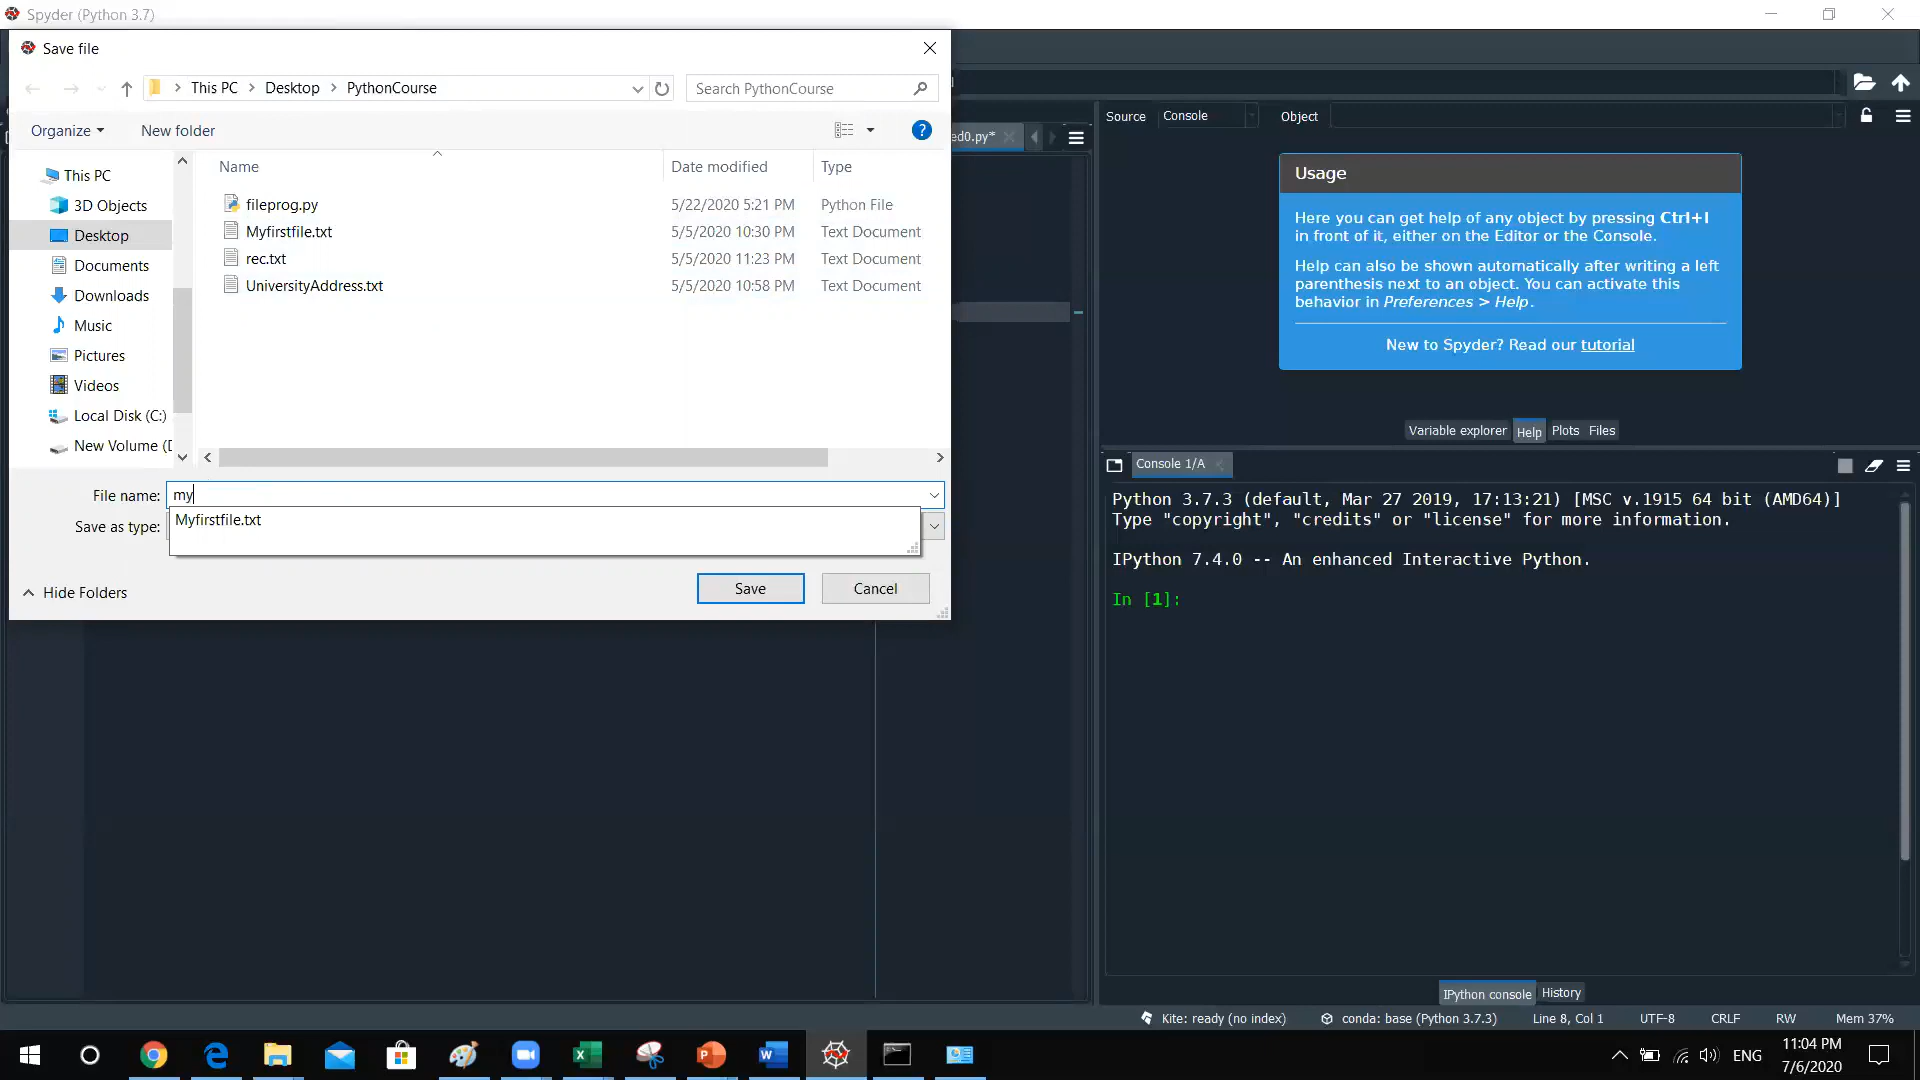 Spyder (Python 3.7)
Save file
This PC > Desktop > PythonCourse
Search PythonCourse
Organize
New folder
Name
Date modified
Type
This PC
3D Objects
Desktop
Documents
Downloads
Music
Pictures
Videos
Local Disk (C:)
New Volume (D
fileprog.py 5/22/2020 5:21 PM Python File
Myfirstfile.txt 5/5/2020 10:30 PM Text Document
rec.txt 5/5/2020 11:23 PM Text Document
UniversityAddress.txt 5/5/2020 10:58 PM Text Document
File name: my
Myfirstfile.txt
Save as type:
Hide Folders
Save
Cancel
ed0.py*
Source Console Object
Usage
Here you can get help of any object by pressing Ctrl+I
in front of it, either on the Editor or the Console.
Help can also be shown automatically after writing a left
parenthesis next to an object. You can activate this
behavior in Preferences > Help.
New to Spyder? Read our tutorial
Variable explorer Help Plots Files
Console 1/A
Python 3.7.3 (default, Mar 27 2019, 17:13:21) [MSC v.1915 64 bit (AMD64)]
Type "copyright", "credits" or "license" for more information.
IPython 7.4.0 -- An enhanced Interactive Python.
In [1]:
IPython console History
Kite: ready (no index) conda: base (Python 3.7.3) Line 8, Col 1 UTF-8 CRLF RW Mem 37%
ENG
11:04 PM
7/6/2020